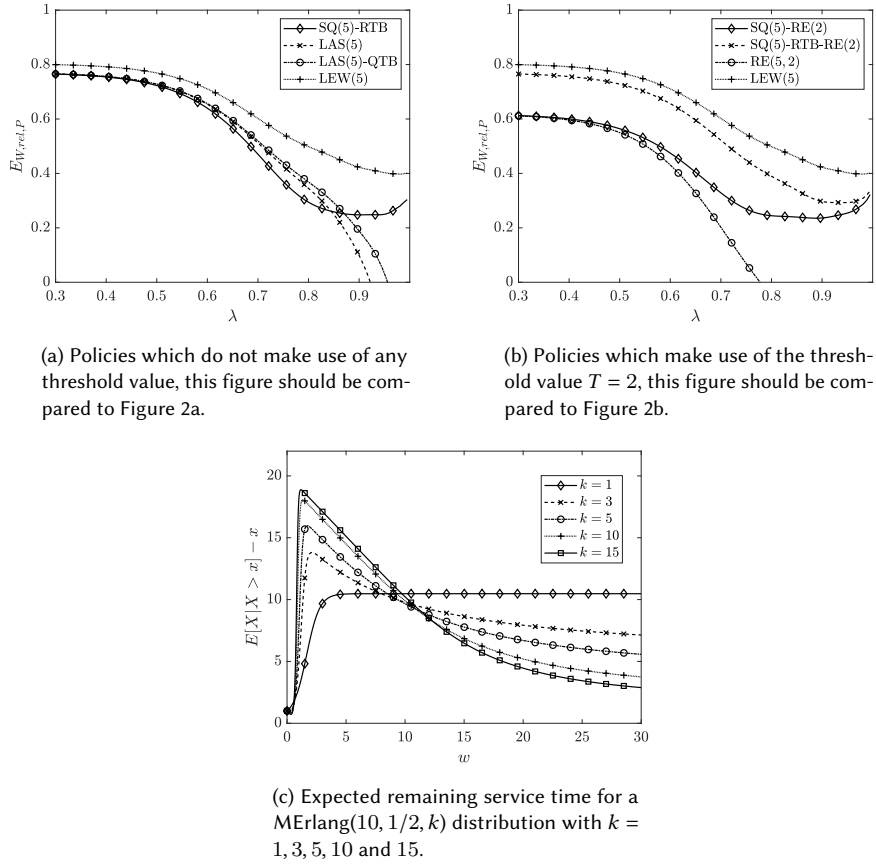 0.8
0.6
0.4
0.2
0
E_{W,rel,P}
SQ(5)-RTB
LAS(5)
LAS(5)-QTB
LEW(5)
0.3 0.4 0.5 0.6 0.7 0.8 0.9
λ
1
0.8
0.6
0.4
0.2
0
E_{W,rel,P}
SQ(5)-RE(2)
SQ(5)-RTB-RE(2)
RE(5, 2)
LEW(5)
0.3 0.4 0.5 0.6 0.7 0.8 0.9
λ
(a) Policies which do not make use of any
threshold value, this figure should be com-
pared to Figure 2a.
(b) Policies which make use of the thresh-
old value T = 2, this figure should be com-
pared to Figure 2b.
20
15
10
5
0
E[X|X > x] − x
k = 1
k = 3
k = 5
k = 10
k = 15
0 5 10 15 20 25 30
w
(c) Expected remaining service time for a
MErlang(10, 1/2, k) distribution with k =
1, 3, 5, 10 and 15.